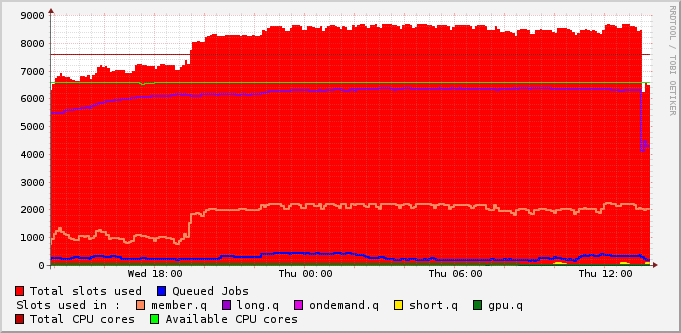 9000
8000
7000
6000
5000
4000
3000
2000
1000
0
Wed 18:00 Thu 00:00 Thu 06:00 Thu 12:00
Total slots used Queued Jobs
Slots used in : member.q long.q ondemand.q short.q gpu.q
Total CPU cores Available CPU cores
RRDTOOL / TOBI OETIKER